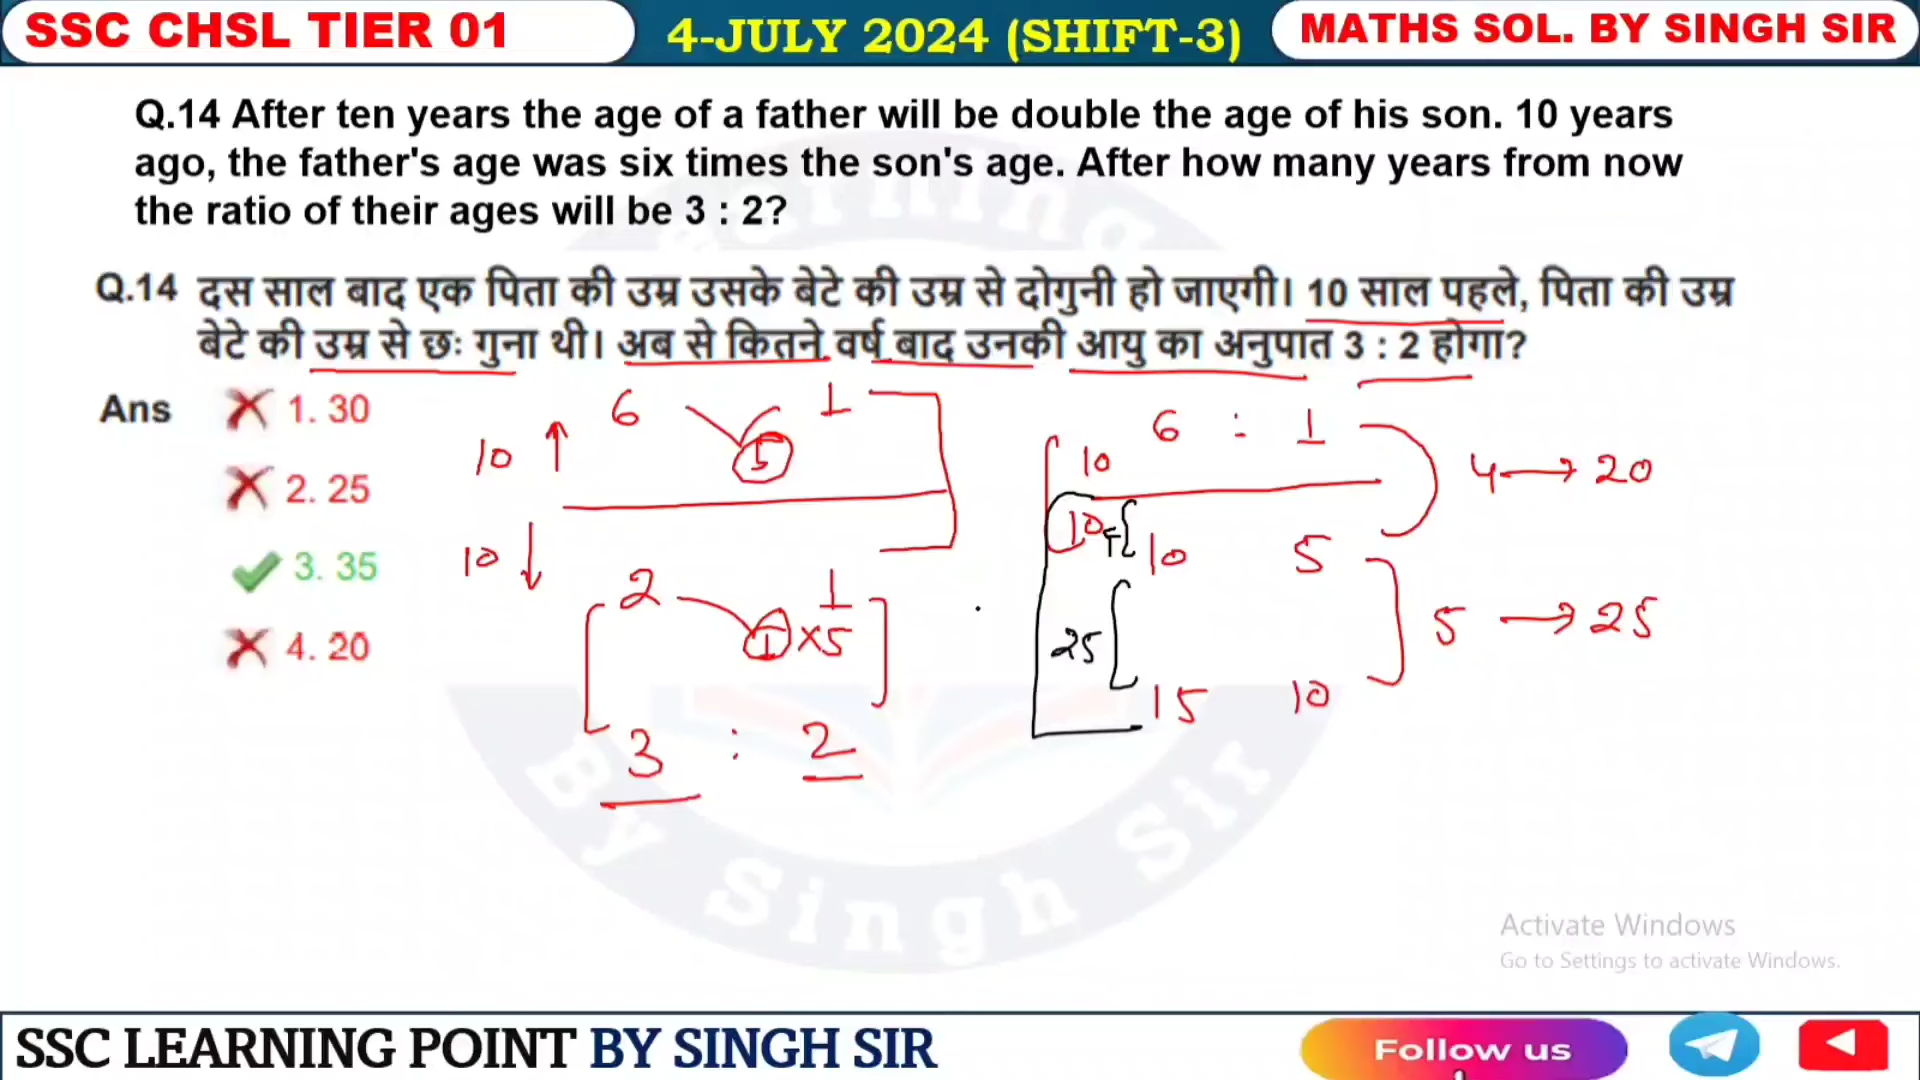 SSC CHSL TIER 01
4-JULY 2024 (SHIFT-3)
MATHS SOL. BY SINGH SIR
Q.14 After ten years the age of a father will be double the age of his son. 10 years
ago, the father's age was six times the son's age. After how many years from now
the ratio of their ages will be 3 : 2?
Q.14 दस साल बाद एक पिता की उम्र उसके बेटे की उम्र से दोगुनी हो जाएगी। 10 साल पहले, पिता की उम्र
बेटे की उम्र से छः गुना थी। अब से कितने वर्ष बाद उनकी आयु का अनुपात 3 : 2 होगा?
Ans
1. 30
2. 25
3. 35
4. 20
6 1
10 ↑ 5
10 ↓
2 1
1 ×5
3 : 2
6 : 1
10
4 → 20
10 + 10 5
25
5 → 25
15 10
By Singh Sir
Activate Windows
Go to Settings to activate Windows.
SSC LEARNING POINT BY SINGH SIR
Follow us